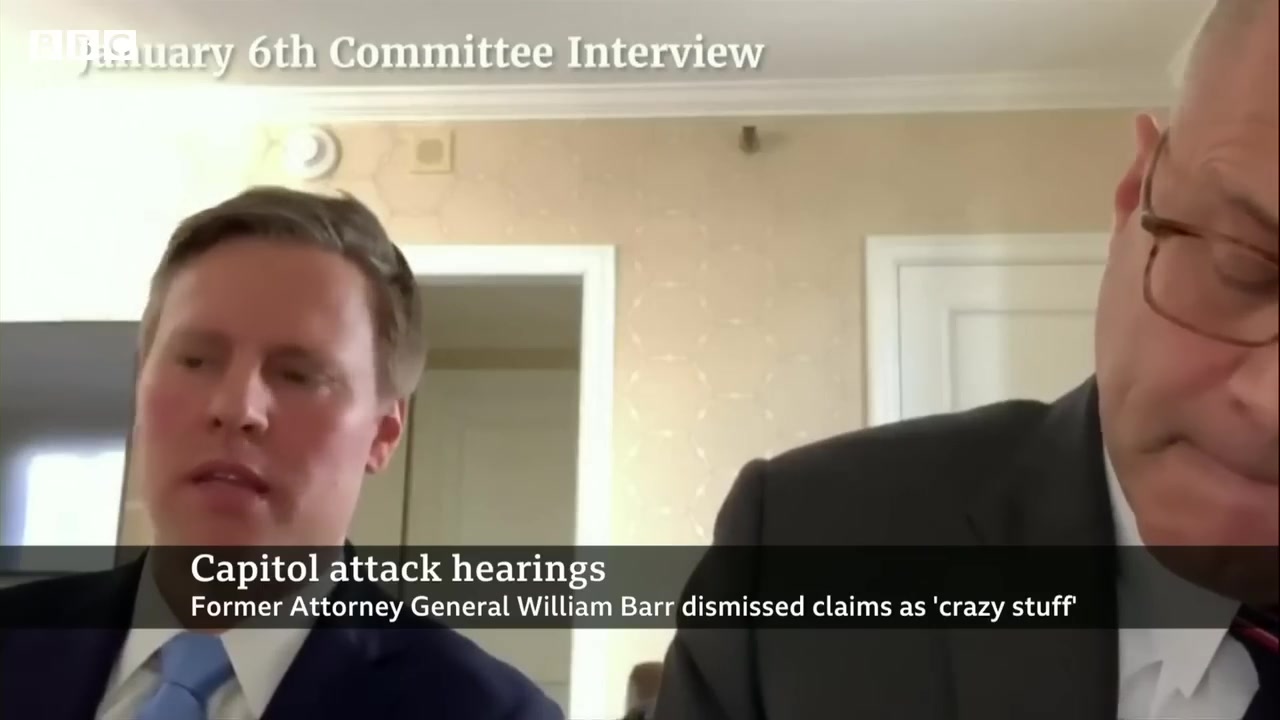 BBC
January 6th Committee Interview
Capitol attack hearings
Former Attorney General William Barr dismissed claims as 'crazy stuff'